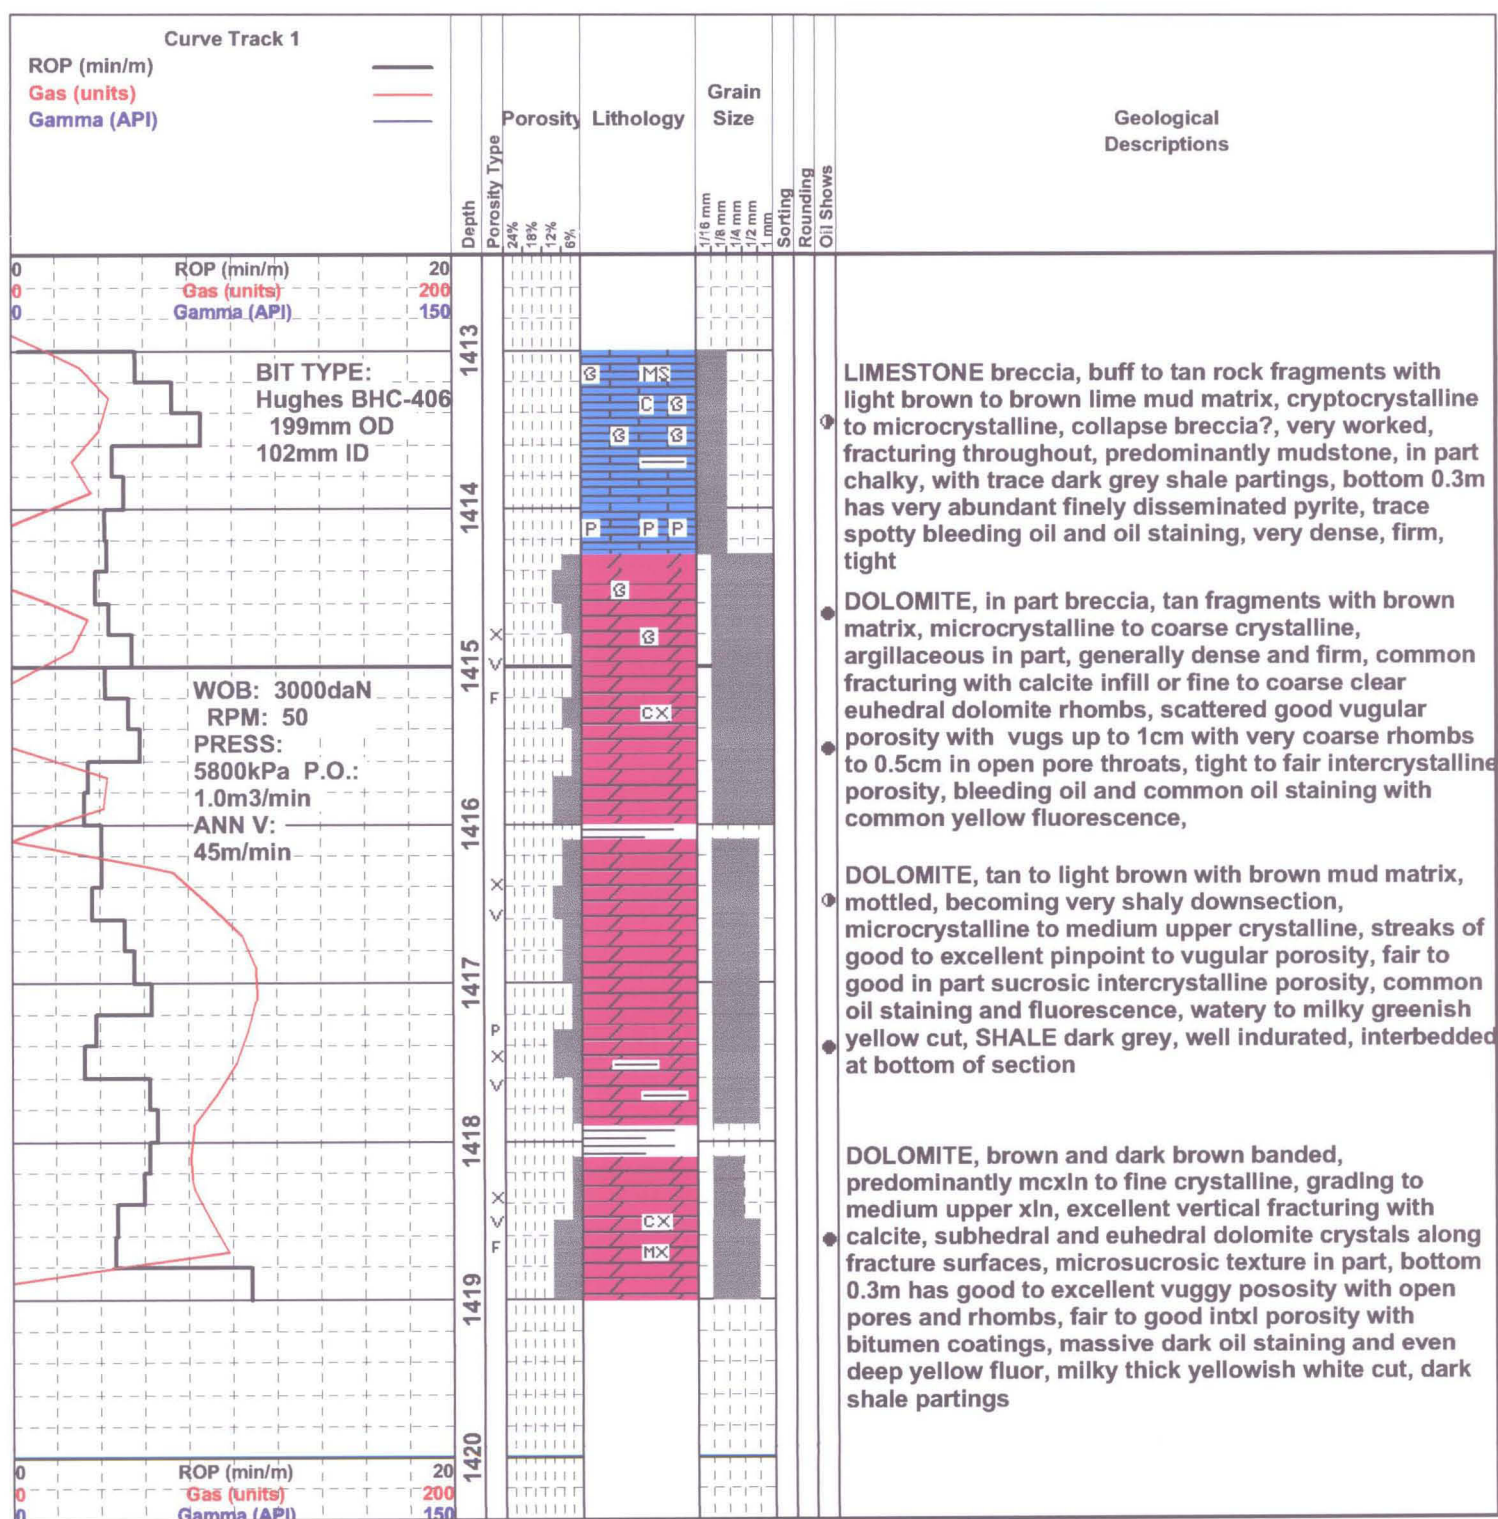 Curve Track 1
ROP (min/m)
Gas (units)
Gamma (API)
Depth
Porosity Type
Porosity
24%
18%
12%
6%
Lithology
Grain
Size
1/16 mm
1/8 mm
1/4 mm
1/2 mm
1 mm
Sorting
Rounding
Oil Shows
Geological
Descriptions
0 ROP (min/m) 20
0 Gas (units) 200
0 Gamma (API) 150
1413
BIT TYPE:
Hughes BHC-406
199mm OD
102mm ID
MS
C
1414
P P P
LIMESTONE breccia, buff to tan rock fragments with
light brown to brown lime mud matrix, cryptocrystalline
to microcrystalline, collapse breccia?, very worked,
fracturing throughout, predominantly mudstone, in part
chalky, with trace dark grey shale partings, bottom 0.3m
has very abundant finely disseminated pyrite, trace
spotty bleeding oil and oil staining, very dense, firm,
tight
X
1415
V
F
CX
WOB: 3000daN
RPM: 50
PRESS:
5800kPa P.O.:
1.0m3/min
ANN V:
45m/min
DOLOMITE, in part breccia, tan fragments with brown
matrix, microcrystalline to coarse crystalline,
argillaceous in part, generally dense and firm, common
fracturing with calcite infill or fine to coarse clear
euhedral dolomite rhombs, scattered good vugular
porosity with vugs up to 1cm with very coarse rhombs
to 0.5cm in open pore throats, tight to fair intercrystalline
porosity, bleeding oil and common oil staining with
common yellow fluorescence,
1416
X
V
1417
P
X
V
DOLOMITE, tan to light brown with brown mud matrix,
mottled, becoming very shaly downsection,
microcrystalline to medium upper crystalline, streaks of
good to excellent pinpoint to vugular porosity, fair to
good in part sucrosic intercrystalline porosity, common
oil staining and fluorescence, watery to milky greenish
yellow cut, SHALE dark grey, well indurated, interbedded
at bottom of section
1418
X
V
F
CX
MX
1419
DOLOMITE, brown and dark brown banded,
predominantly mcxln to fine crystalline, grading to
medium upper xln, excellent vertical fracturing with
calcite, subhedral and euhedral dolomite crystals along
fracture surfaces, microsucrosic texture in part, bottom
0.3m has good to excellent vuggy pososity with open
pores and rhombs, fair to good intxl porosity with
bitumen coatings, massive dark oil staining and even
deep yellow fluor, milky thick yellowish white cut, dark
shale partings
1420
0 ROP (min/m) 20
0 Gas (units) 200
0 Gamma (API) 150